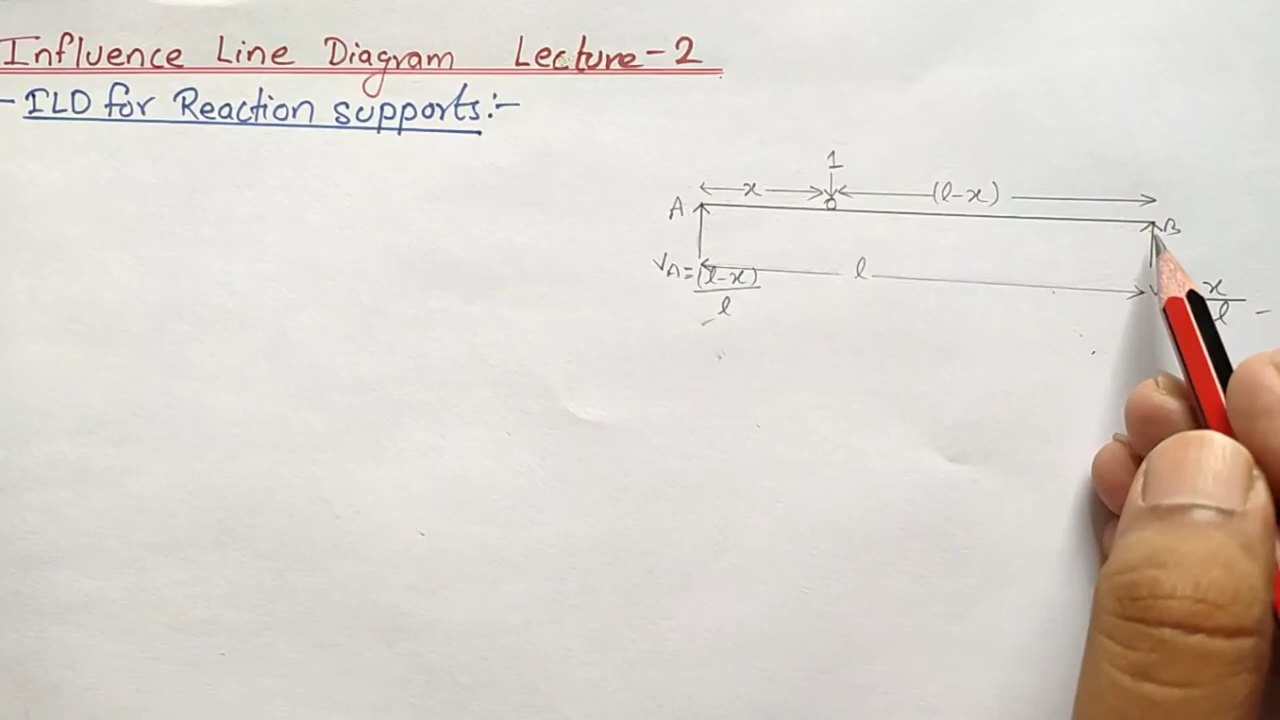 Influence Line Diagram Lecture-2
- ILD for Reaction supports:-
1
x (l-x)
A B
VA = (l-x)/l l x/l -